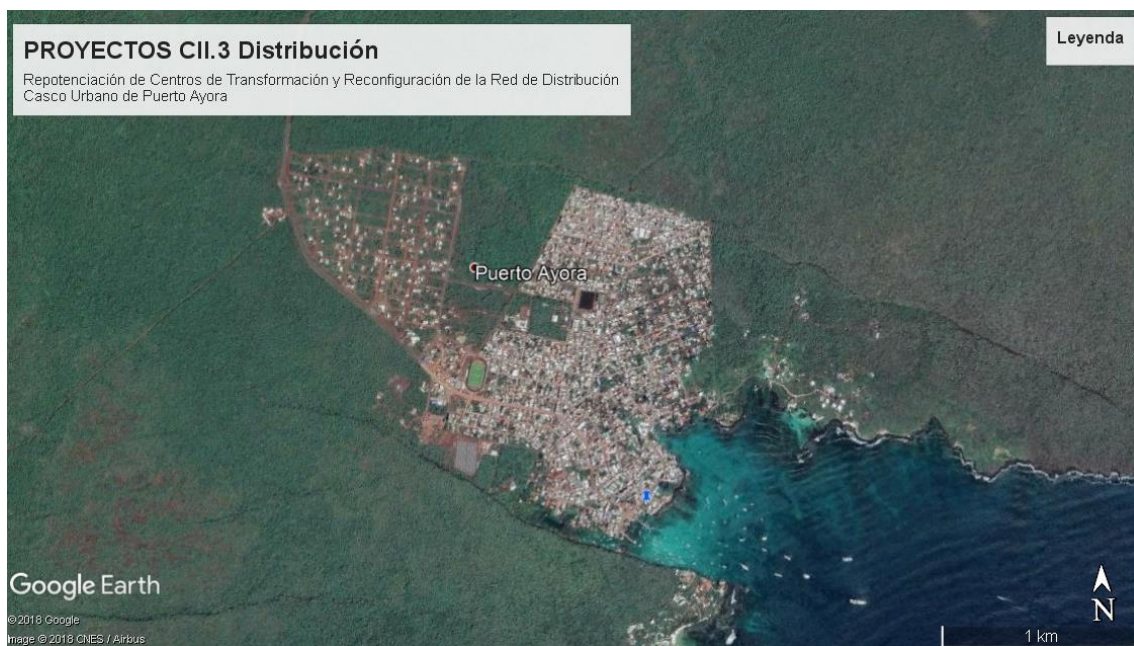 PROYECTOS CII.3 Distribución
Repotenciación de Centros de Transformación y Reconfiguración de la Red de Distribución
Casco Urbano de Puerto Ayora
Leyenda
Puerto Ayora
Google Earth
©2018 Google
Image © 2018 CNES / Airbus
N
1 km